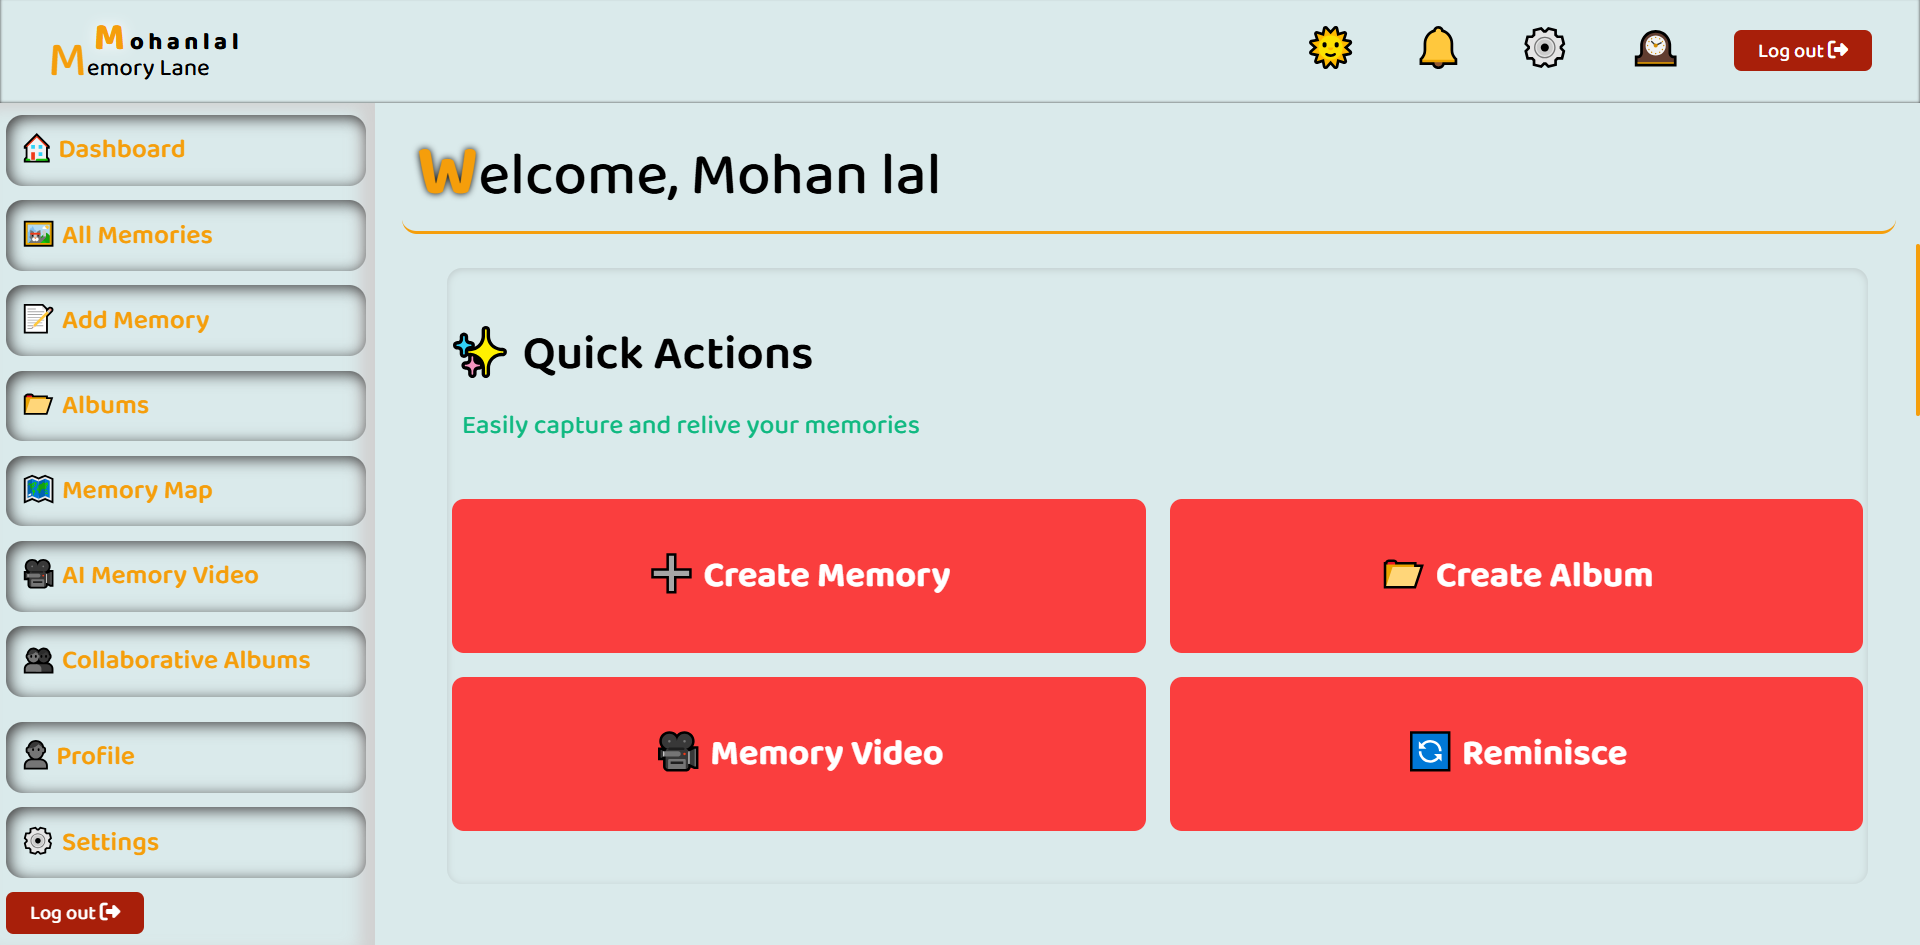 Mohanlal
Memory Lane
Log out
Dashboard
All Memories
Add Memory
Albums
Memory Map
AI Memory Video
Collaborative Albums
Profile
Settings
Log out
Welcome, Mohan lal
Quick Actions
Easily capture and relive your memories
Create Memory
Create Album
Memory Video
Reminisce